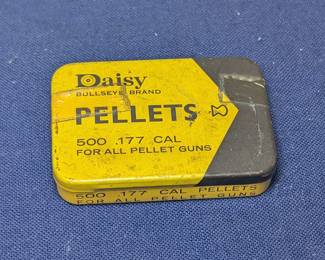 Daisy
BULLSEYE BRAND
PELLETS
500 .177 CAL
FOR ALL PELLET GUNS
500 .177 CAL PELLETS
FOR ALL PELLET GUNS